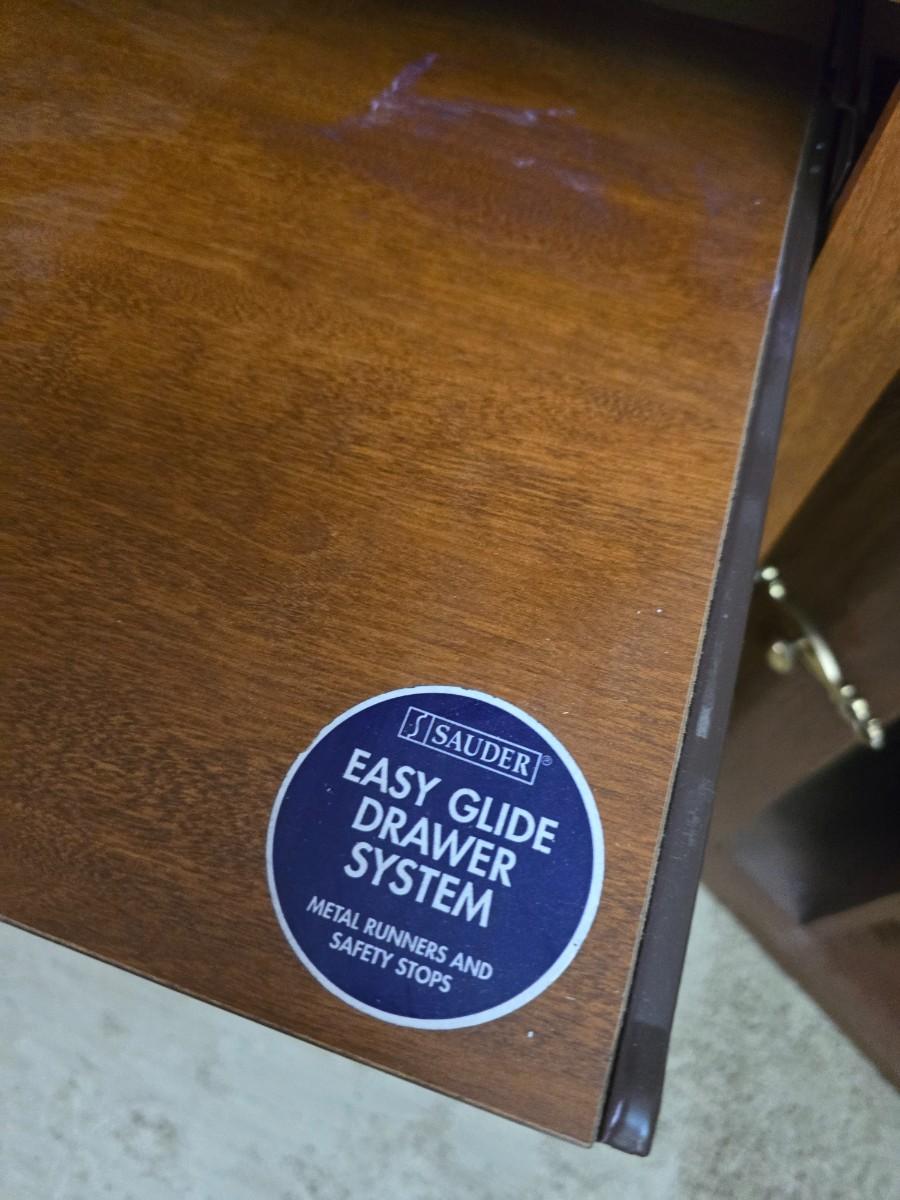 SAUDER®
EASY GLIDE
DRAWER
SYSTEM
METAL RUNNERS AND
SAFETY STOPS